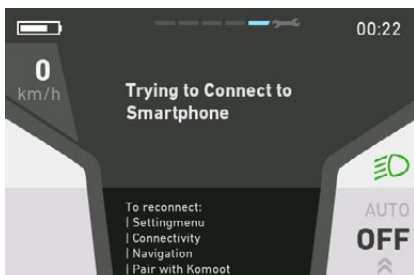 00:22
0
km/h
Trying to Connect to
Smartphone
To reconnect:
| Settingmenu
| Connectivity
| Navigation
| Pair with Komoot
AUTO
OFF